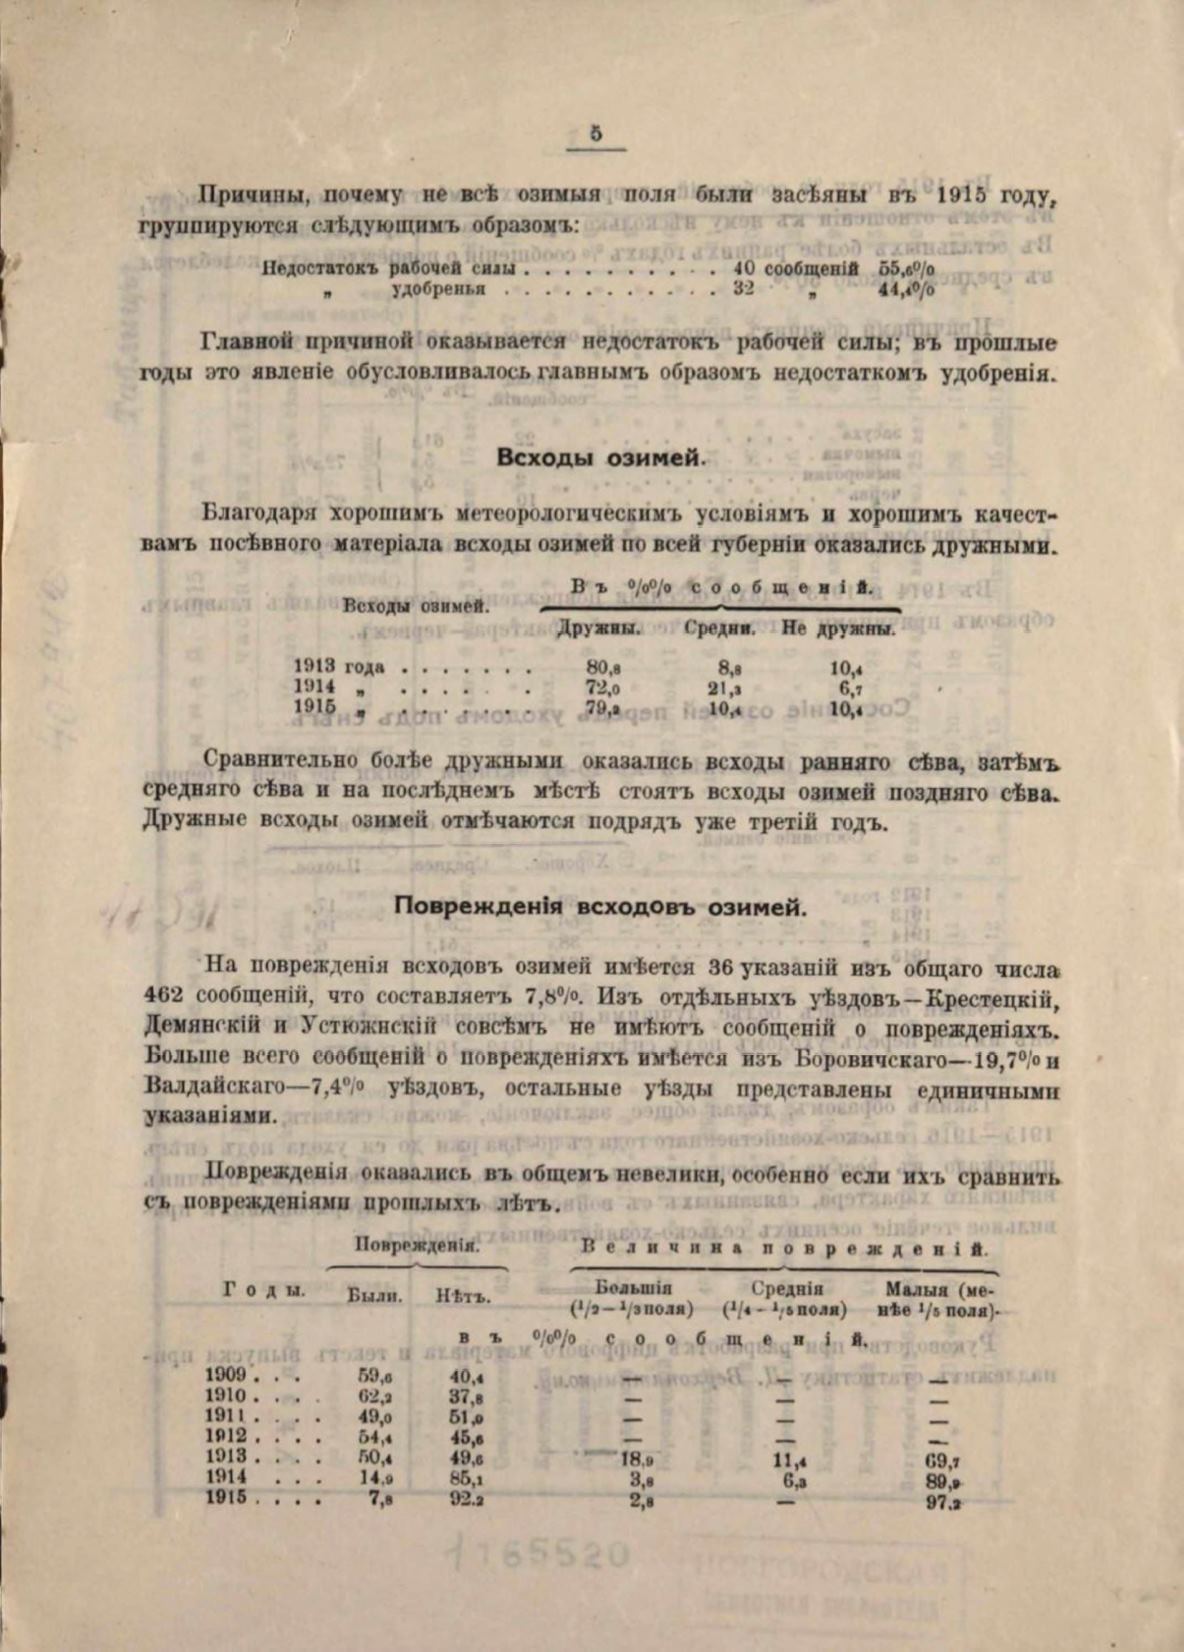 5
Причины, почему не всѣ озимыя поля были засѣяны въ 1915 году,
группируются слѣдующимъ образомъ:
Недостатокъ рабочей силы . . . . . . . . . . . 40 сообщеній 55,6%
„ удобренья . . . . . . . . . . . . 32 „ 44,4%
Главной причиной оказывается недостатокъ рабочей силы; въ прошлые
годы это явленіе обусловливалось главнымъ образомъ недостаткомъ удобренія.
Всходы озимей.
Благодаря хорошимъ метеорологическимъ условіямъ и хорошимъ качест-
вамъ посѣвного матеріала всходы озимей по всей губерніи оказались дружными.
Въ %% сообщеній.
Всходы озимей.
Дружны. Средни. Не дружны.
1913 года . . . . . . . 80,8 8,8 10,4
1914 „ . . . . . . 72,0 21,3 6,7
1915 „ . . . . . . . 79,2 10,4 10,4
Сравнительно болѣе дружными оказались всходы ранняго сѣва, затѣмъ
средняго сѣва и на послѣднемъ мѣстѣ стоятъ всходы озимей поздняго сѣва.
Дружные всходы озимей отмѣчаются подрядъ уже третій годъ.
Поврежденія всходовъ озимей.
На поврежденія всходовъ озимей имѣется 36 указаній изъ общаго числа
462 сообщеній, что составляетъ 7,8%. Изъ отдѣльныхъ уѣздовъ—Крестецкій,
Демянскій и Устюжнскій совсѣмъ не имѣютъ сообщеній о поврежденіяхъ.
Больше всего сообщеній о поврежденіяхъ имѣется изъ Боровичскаго—19,7% и
Валдайскаго—7,4% уѣздовъ, остальные уѣзды представлены единичными
указаніями.
Поврежденія оказались въ общемъ невелики, особенно если ихъ сравнить
съ поврежденіями прошлыхъ лѣтъ.
Поврежденія. Величина поврежденій.
Годы. Были. Нѣтъ. Большія Среднія Малыя (ме-
(1/2—1/3 поля) (1/4 - 1/5 поля) нѣе 1/5 поля).
въ %% сообщеній.
1909 . . . 59,6 40,4 — — —
1910 . . . . 62,2 37,8 — — —
1911 . . . . 49,0 51,0 — — —
1912 . . . . 54,4 45,6 — — —
1913 . . . . 50,4 49,6 18,9 11,4 69,7
1914 . . . 14,9 85,1 3,8 6,3 89,9
1915 . . . . 7,8 92.2 2,8 — 97.2
1165520